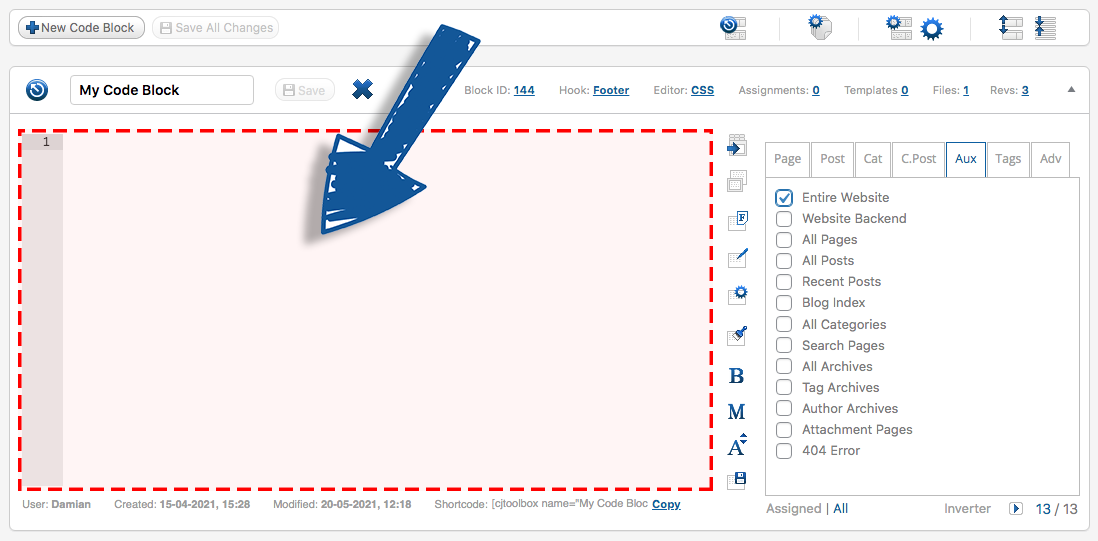 New Code Block Save All Changes
My Code Block Save Block ID: 144 Hook: Footer Editor: CSS Assignments: 0 Templates 0 Files: 1 Revs: 3
1
Page Post Cat C.Post Aux Tags Adv
Entire Website
Website Backend
All Pages
F
All Posts
Recent Posts
Blog Index
All Categories
Search Pages
All Archives
B
Tag Archives
Author Archives
M
Attachment Pages
A
404 Error
User: Damian Created: 15-04-2021, 15:28 Modified: 20-05-2021, 12:18 Shortcode: [cjtoolbox name="My Code Bloc Copy
Assigned | All Inverter 13 / 13